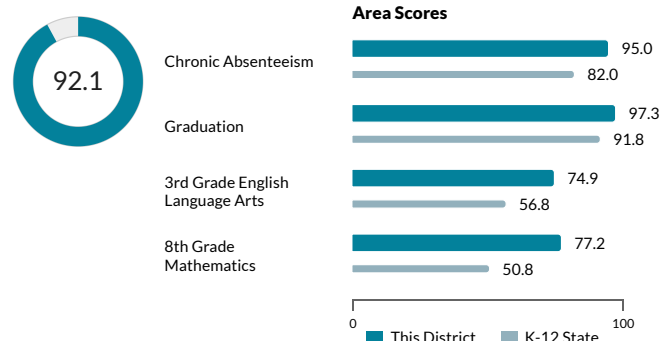 Area Scores
92.1
Chronic Absenteeism
95.0
82.0
Graduation
97.3
91.8
3rd Grade English
Language Arts
74.9
56.8
8th Grade
Mathematics
77.2
50.8
0
100
This District
K-12 State